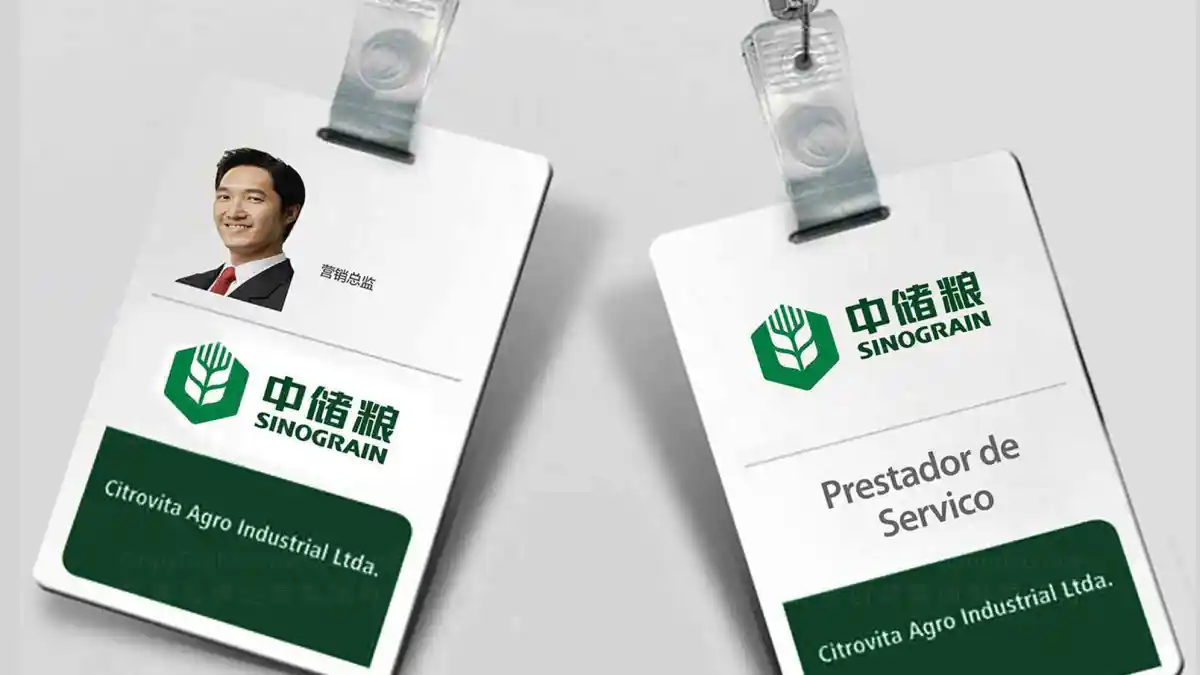 营销总监
中储粮
SINOGRAIN
Citrovita Agro Industrial Ltda.
中储粮
SINOGRAIN
Prestador de
Servico
Citrovita Agro Industrial Ltda.